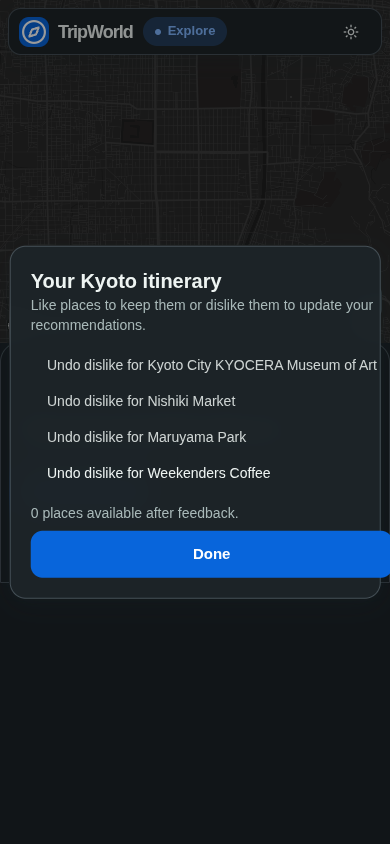 TripWorld
Explore
Your Kyoto itinerary
Like places to keep them or dislike them to update your
recommendations.
Undo dislike for Kyoto City KYOCERA Museum of Art
Undo dislike for Nishiki Market
Undo dislike for Maruyama Park
Undo dislike for Weekenders Coffee
0 places available after feedback.
Done